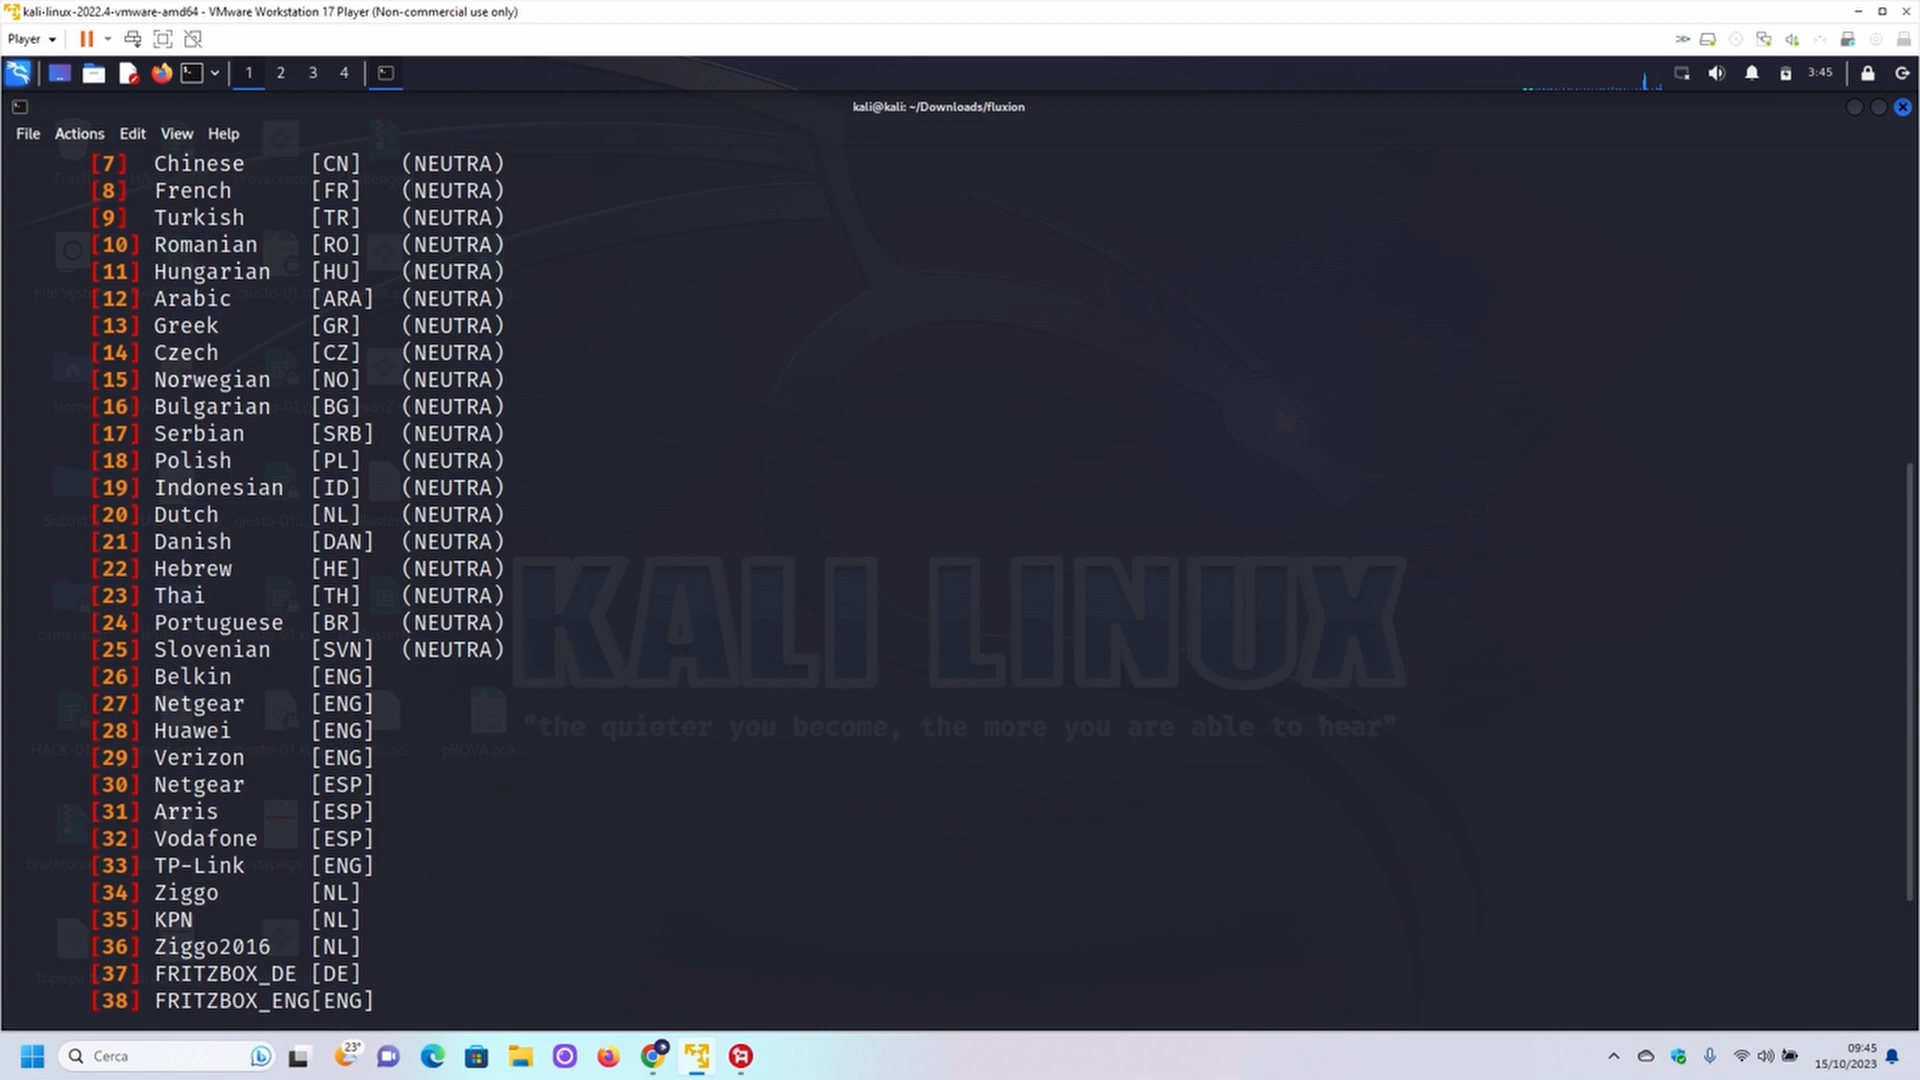 kali-linux-2022.4-vmware-amd64 - VMware Workstation 17 Player (Non-commercial use only)
Player
1 2 3 4
3:45
kali@kali: ~/Downloads/fluxion
File Actions Edit View Help
[7] Chinese [CN] (NEUTRA)
[8] French [FR] (NEUTRA)
[9] Turkish [TR] (NEUTRA)
[10] Romanian [RO] (NEUTRA)
[11] Hungarian [HU] (NEUTRA)
[12] Arabic [ARA] (NEUTRA)
[13] Greek [GR] (NEUTRA)
[14] Czech [CZ] (NEUTRA)
[15] Norwegian [NO] (NEUTRA)
[16] Bulgarian [BG] (NEUTRA)
[17] Serbian [SRB] (NEUTRA)
[18] Polish [PL] (NEUTRA)
[19] Indonesian [ID] (NEUTRA)
[20] Dutch [NL] (NEUTRA)
[21] Danish [DAN] (NEUTRA)
[22] Hebrew [HE] (NEUTRA)
[23] Thai [TH] (NEUTRA)
[24] Portuguese [BR] (NEUTRA)
[25] Slovenian [SVN] (NEUTRA)
[26] Belkin [ENG]
[27] Netgear [ENG]
[28] Huawei [ENG]
[29] Verizon [ENG]
[30] Netgear [ESP]
[31] Arris [ESP]
[32] Vodafone [ESP]
[33] TP-Link [ENG]
[34] Ziggo [NL]
[35] KPN [NL]
[36] Ziggo2016 [NL]
[37] FRITZBOX_DE [DE]
[38] FRITZBOX_ENG[ENG]
KALI LINUX
"the quieter you become, the more you are able to hear"
pROVA.pca...
Cerca
23°
09:45
15/10/2023